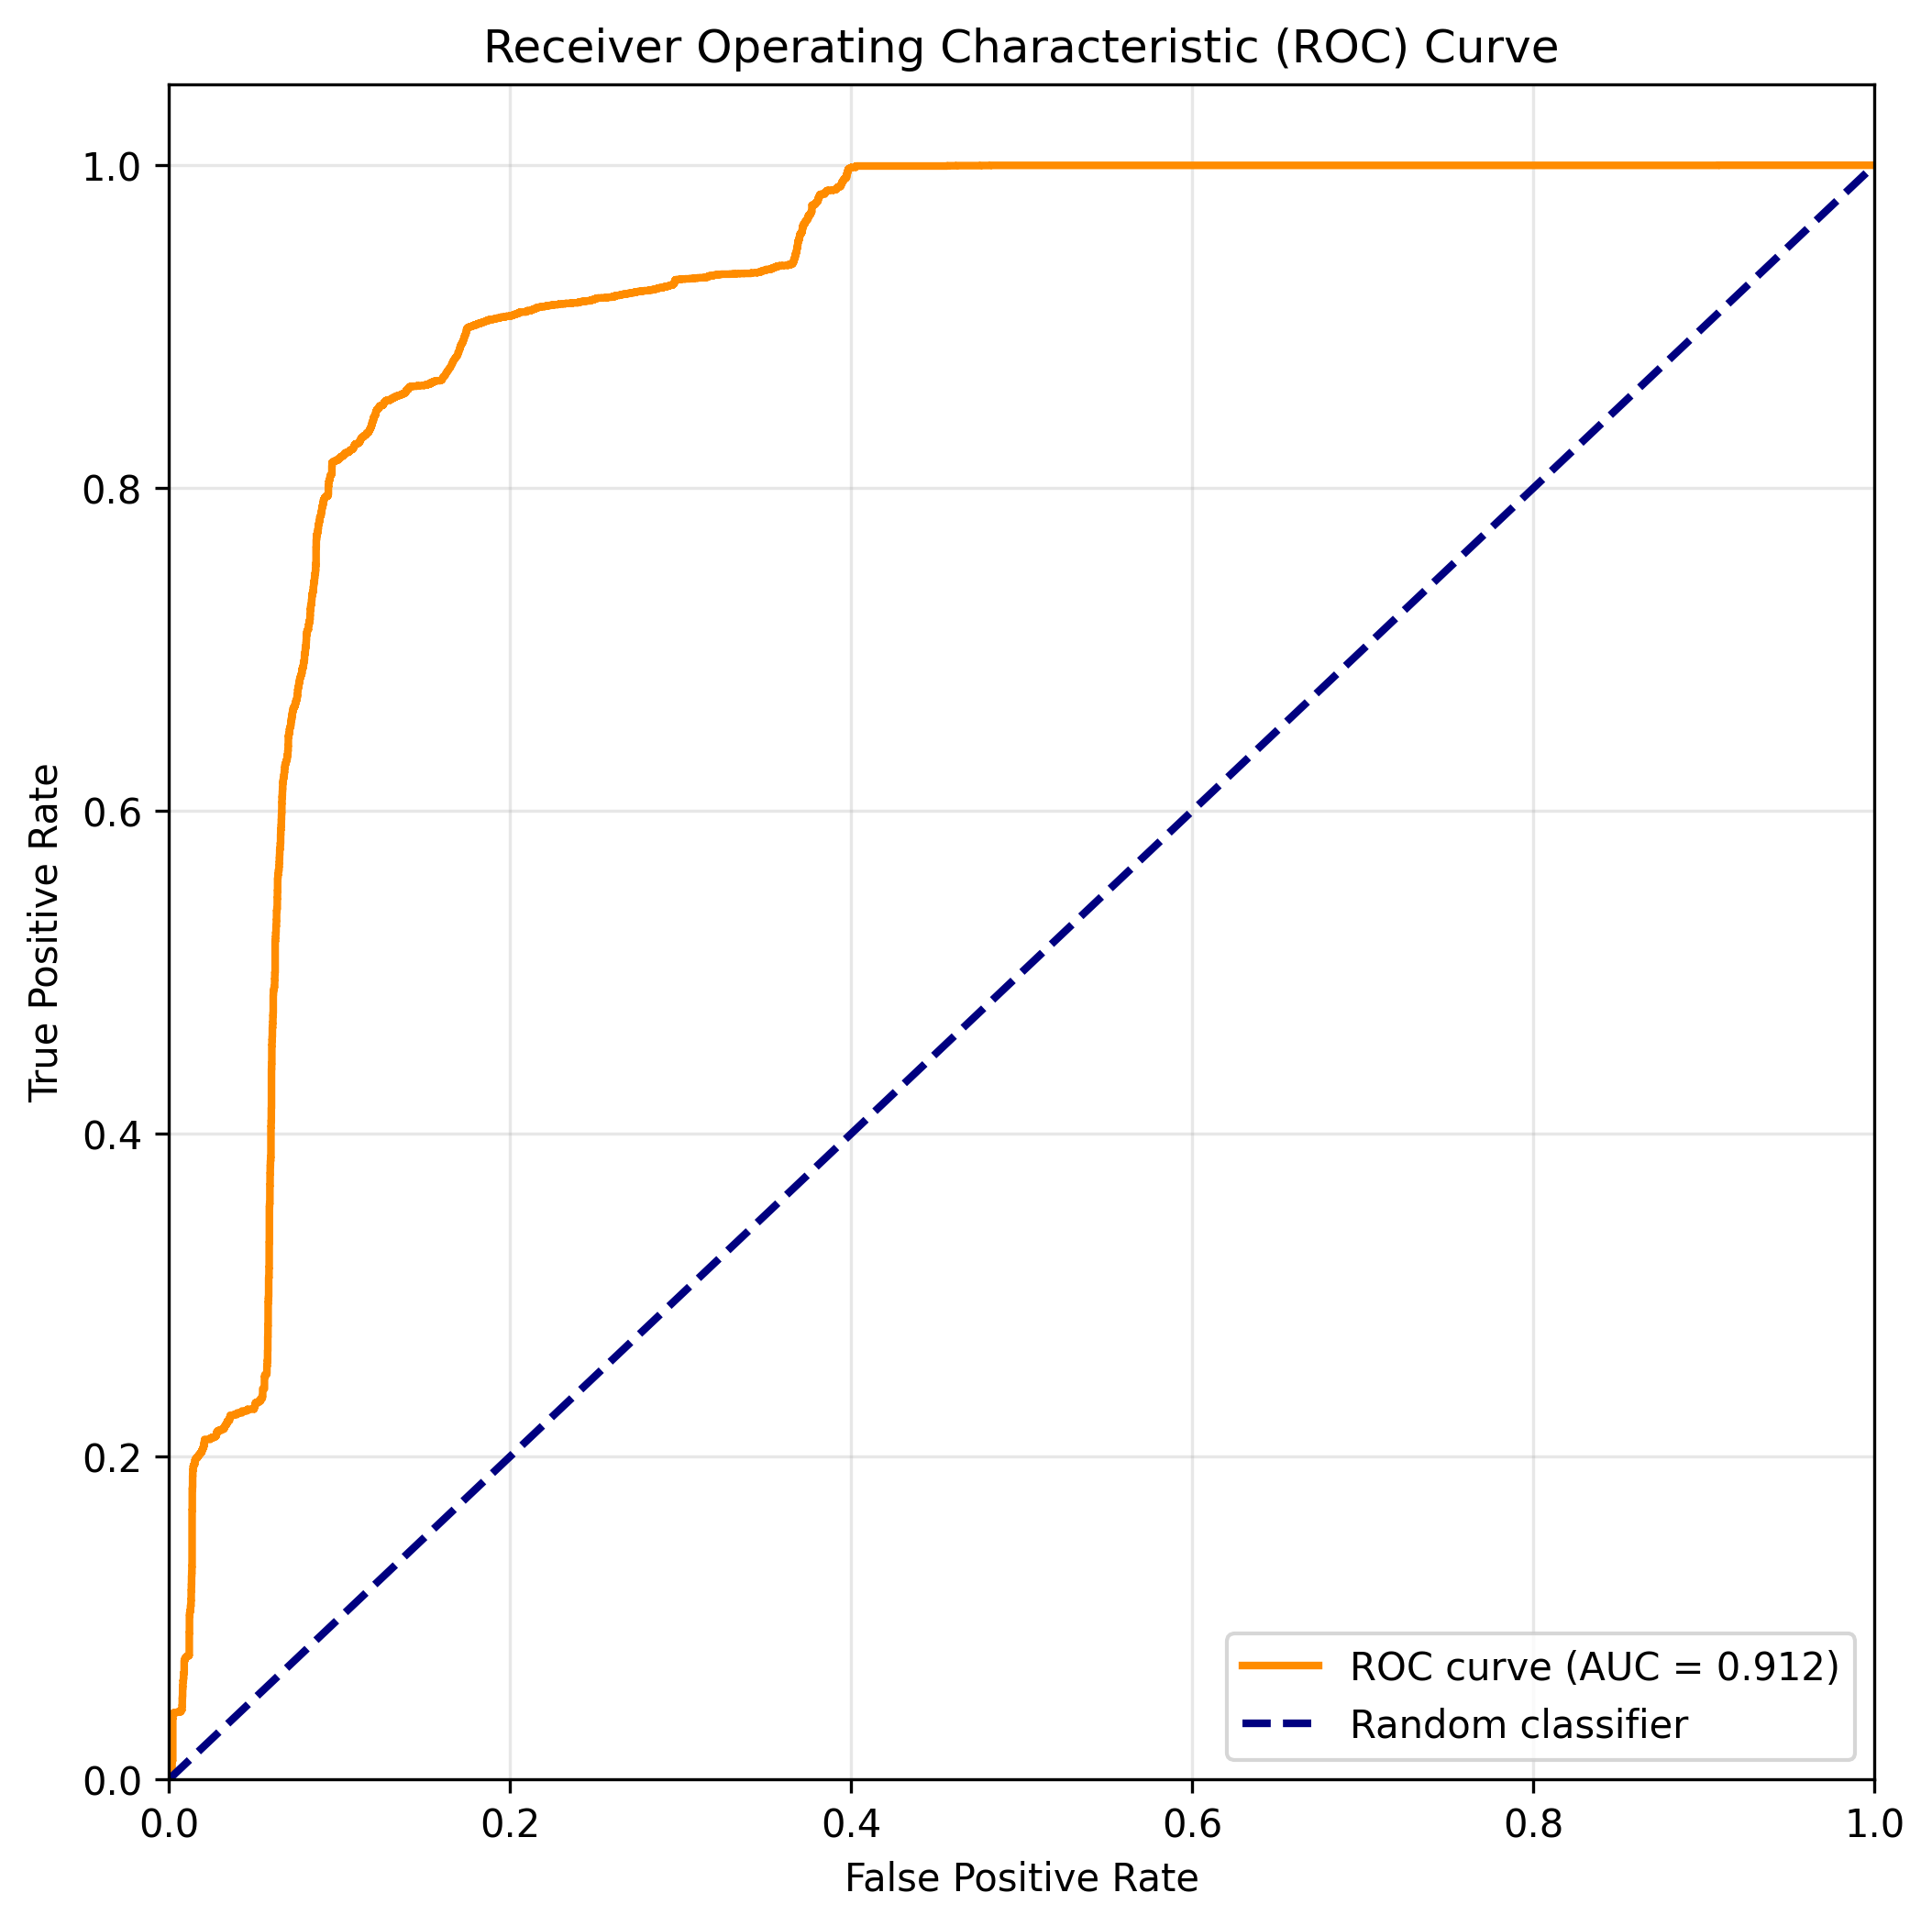 Receiver Operating Characteristic (ROC) Curve
1.0
0.8
0.6
0.4
0.2
0.0
True Positive Rate
0.0 0.2 0.4 0.6 0.8 1.0
False Positive Rate
ROC curve (AUC = 0.912)
Random classifier